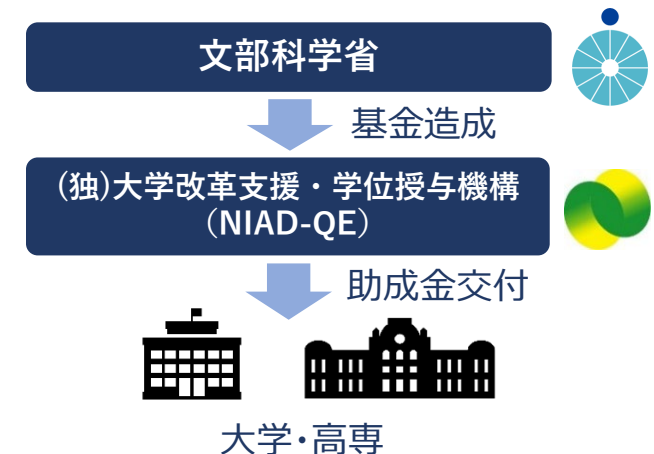 文部科学省
基金造成
(独)大学改革支援・学位授与機構
（NIAD-QE）
助成金交付
大学・高専